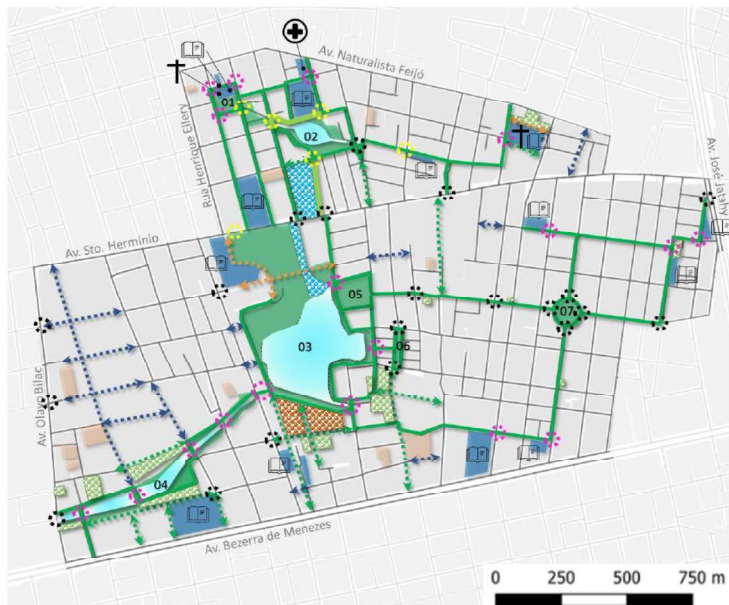 Av. Naturalista Feijó
01
Rua Henrique Ellery
02
Av. José Jatahy
Av. Sto. Hermínio
05
07
03
06
Av. Olavo Bilac
04
Av. Bezerra de Menezes
0 250 500 750 m